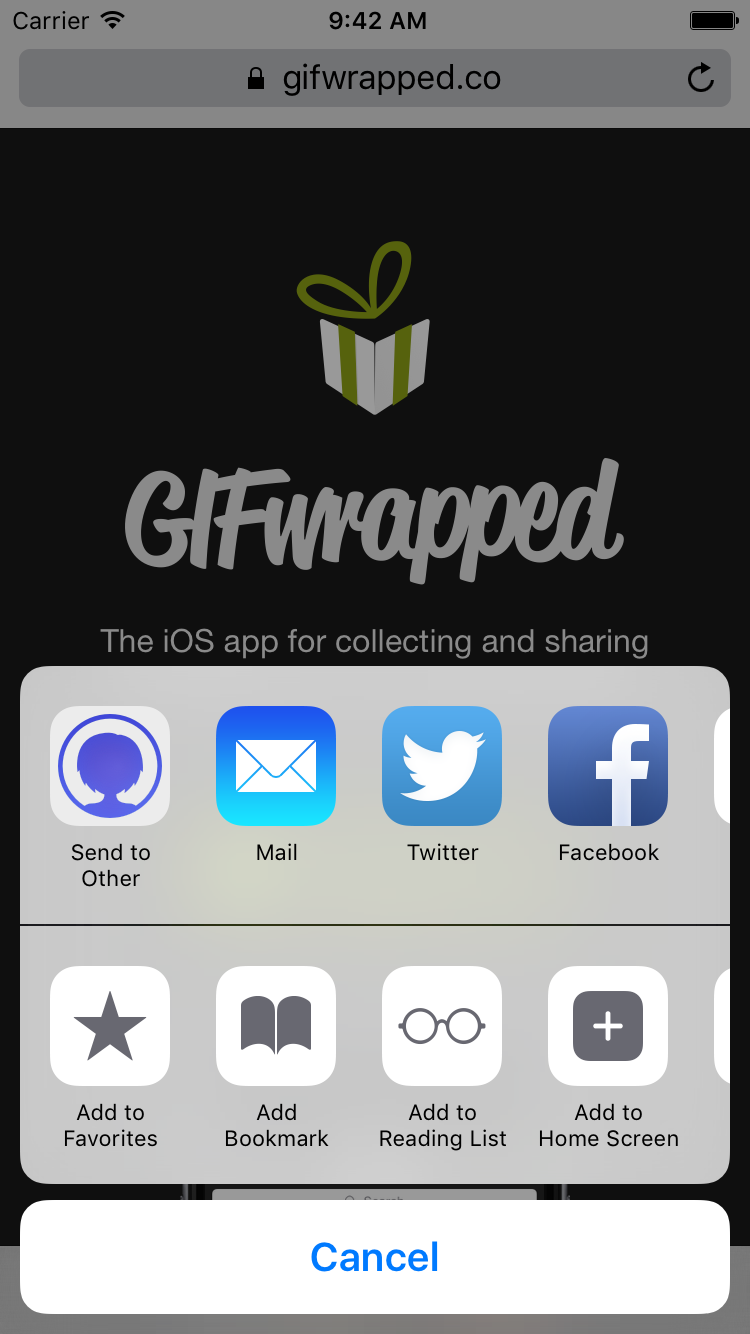 Carrier 9:42 AM
gifwrapped.co
GIFwrapped
The iOS app for collecting and sharing
Send to
Other
Mail
Twitter
Facebook
Add to
Favorites
Add
Bookmark
Add to
Reading List
Add to
Home Screen
Cancel